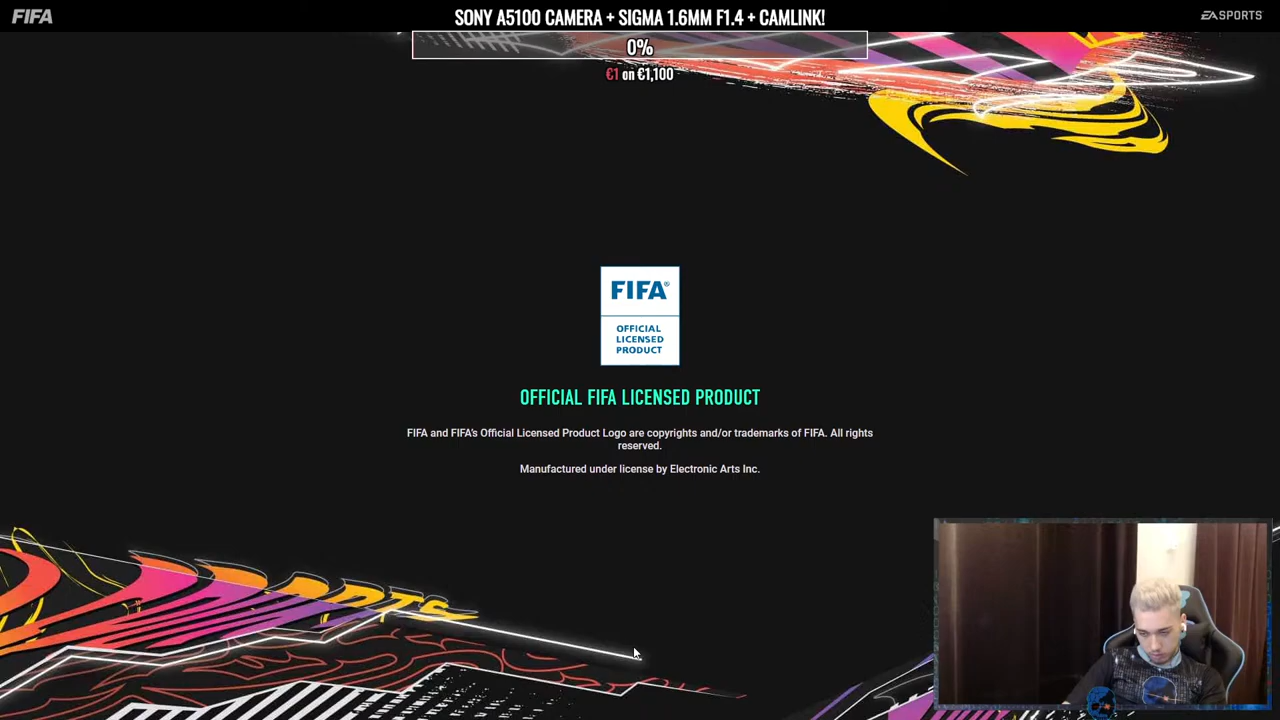 FIFA
SONY A5100 CAMERA + SIGMA 1.6MM F1.4 + CAMLINK!
EA SPORTS
0%
€1 on €1,100
FIFA®
OFFICIAL
LICENSED
PRODUCT
OFFICIAL FIFA LICENSED PRODUCT
FIFA and FIFA's Official Licensed Product Logo are copyrights and/or trademarks of FIFA. All rights
reserved.
Manufactured under license by Electronic Arts Inc.